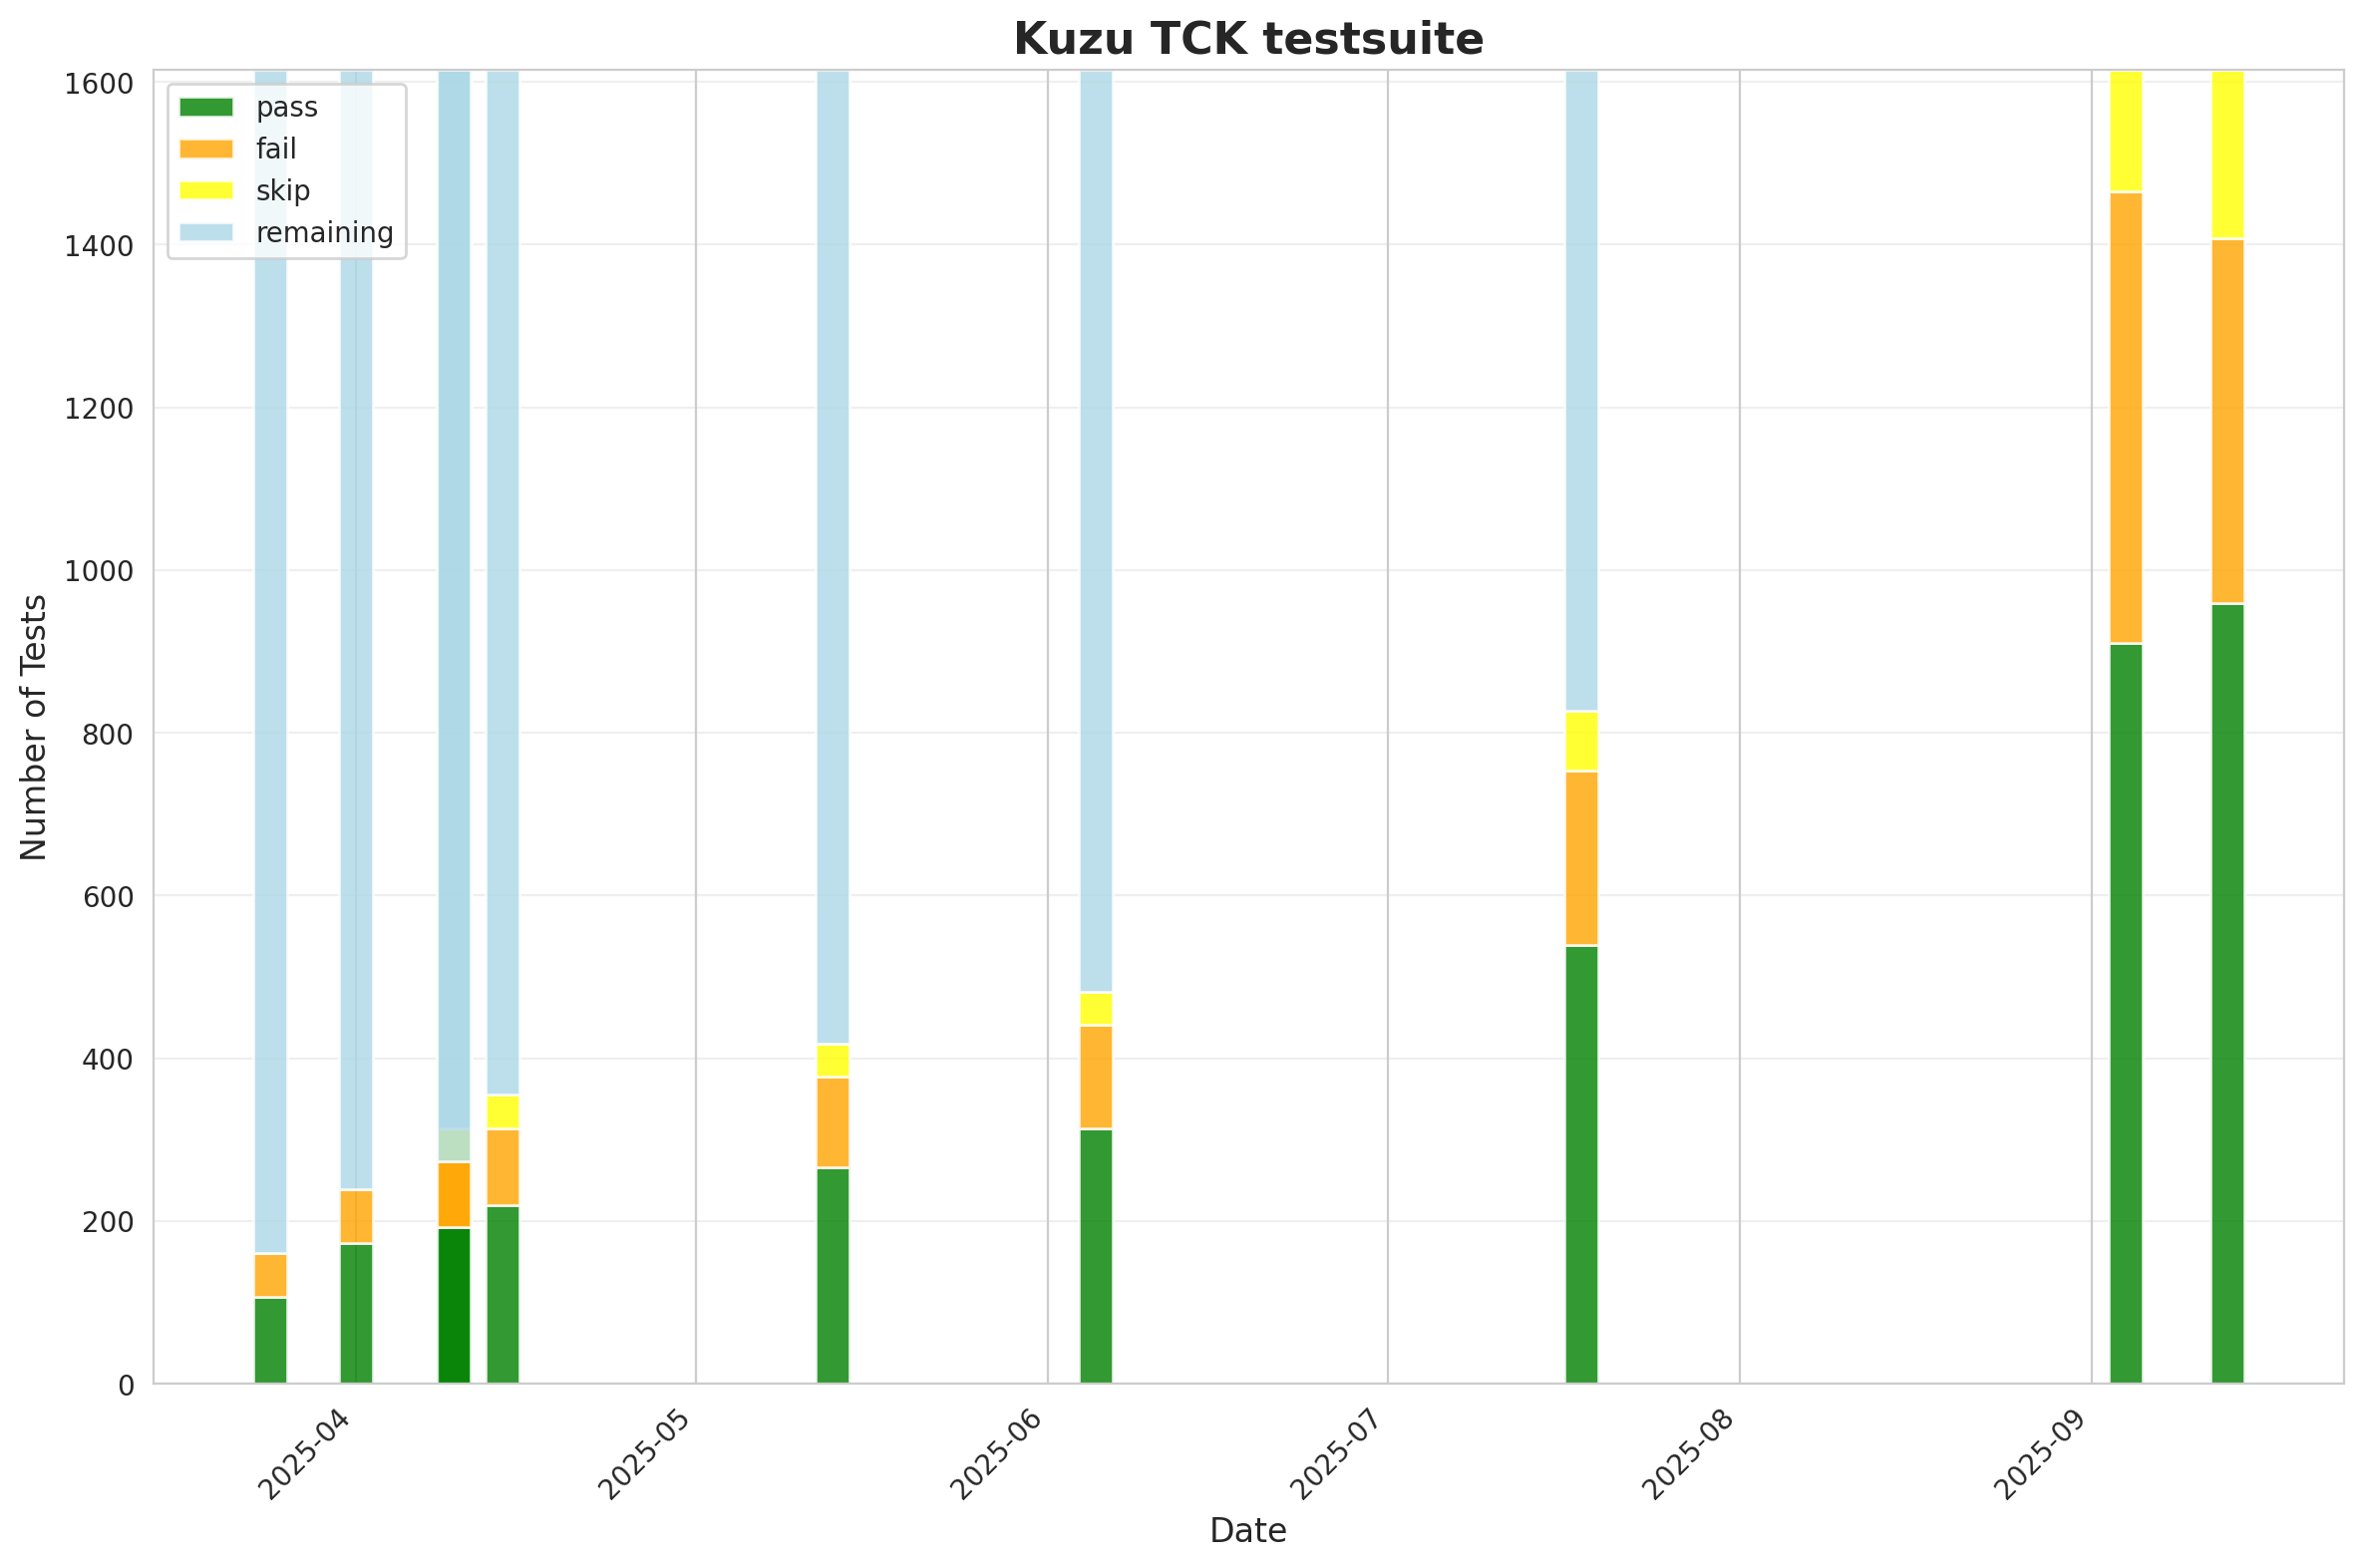 Kuzu TCK testsuite
pass
fail
skip
remaining
Number of Tests
1600
1400
1200
1000
800
600
400
200
0
2025-04
2025-05
2025-06
2025-07
2025-08
2025-09
Date